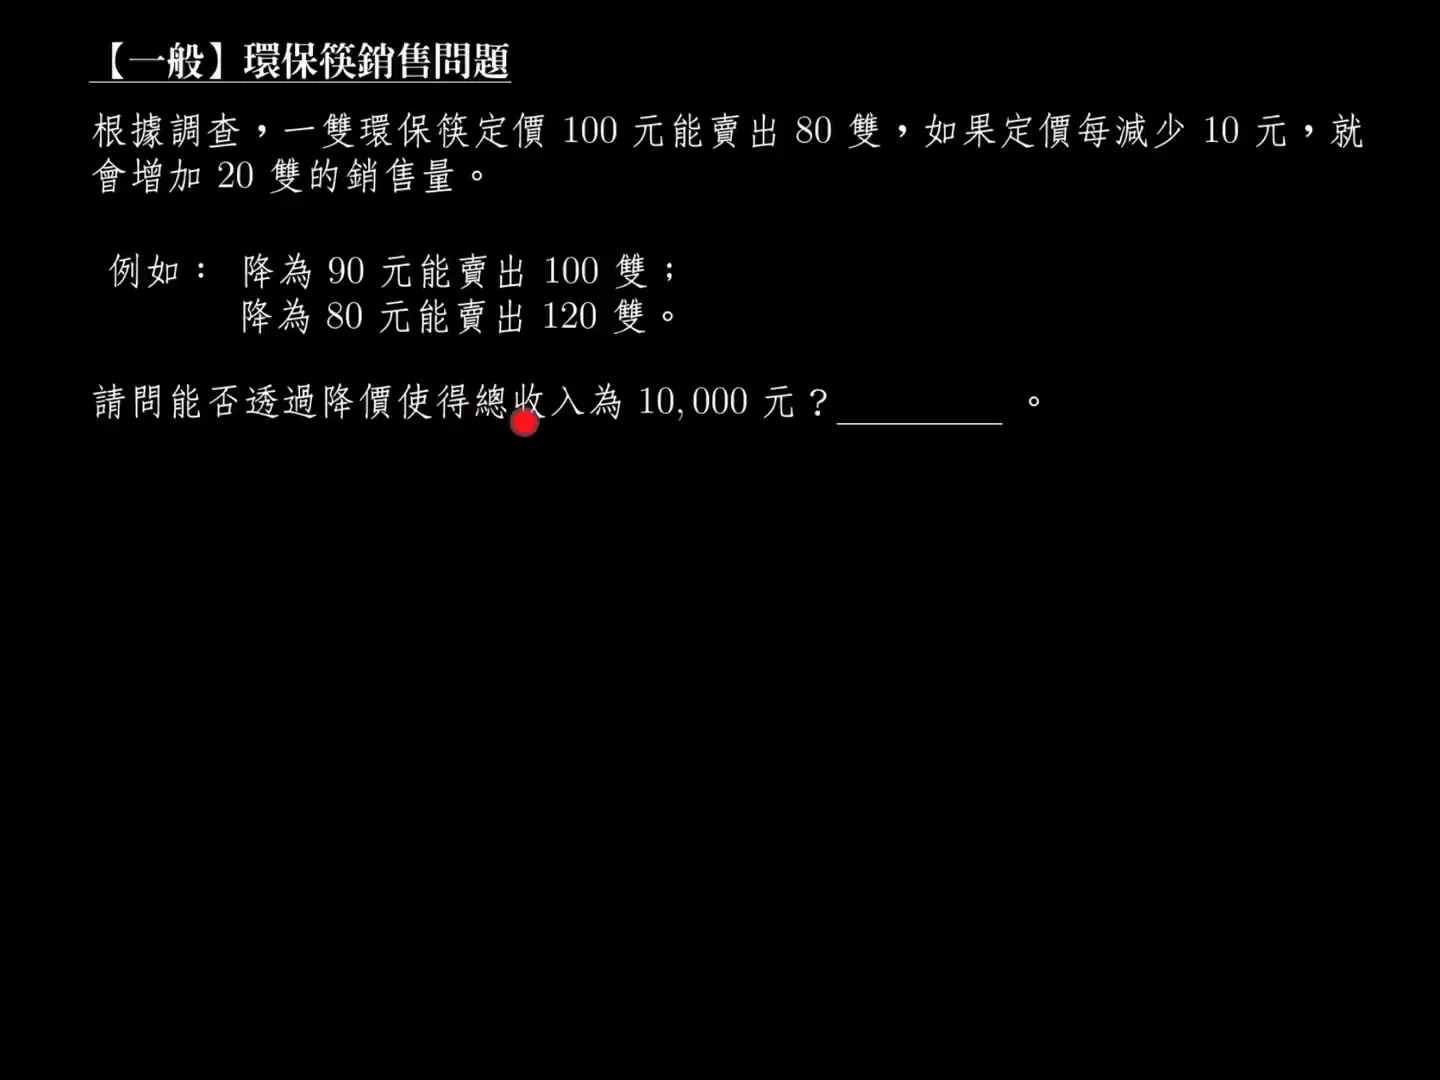 【一般】環保筷銷售問題
根據調查，一雙環保筷定價 100 元能賣出 80 雙，如果定價每減少 10 元，就
會增加 20 雙的銷售量。
例如： 降為 90 元能賣出 100 雙；
降為 80 元能賣出 120 雙。
請問能否透過降價使得總收入為 10,000 元？________ 。